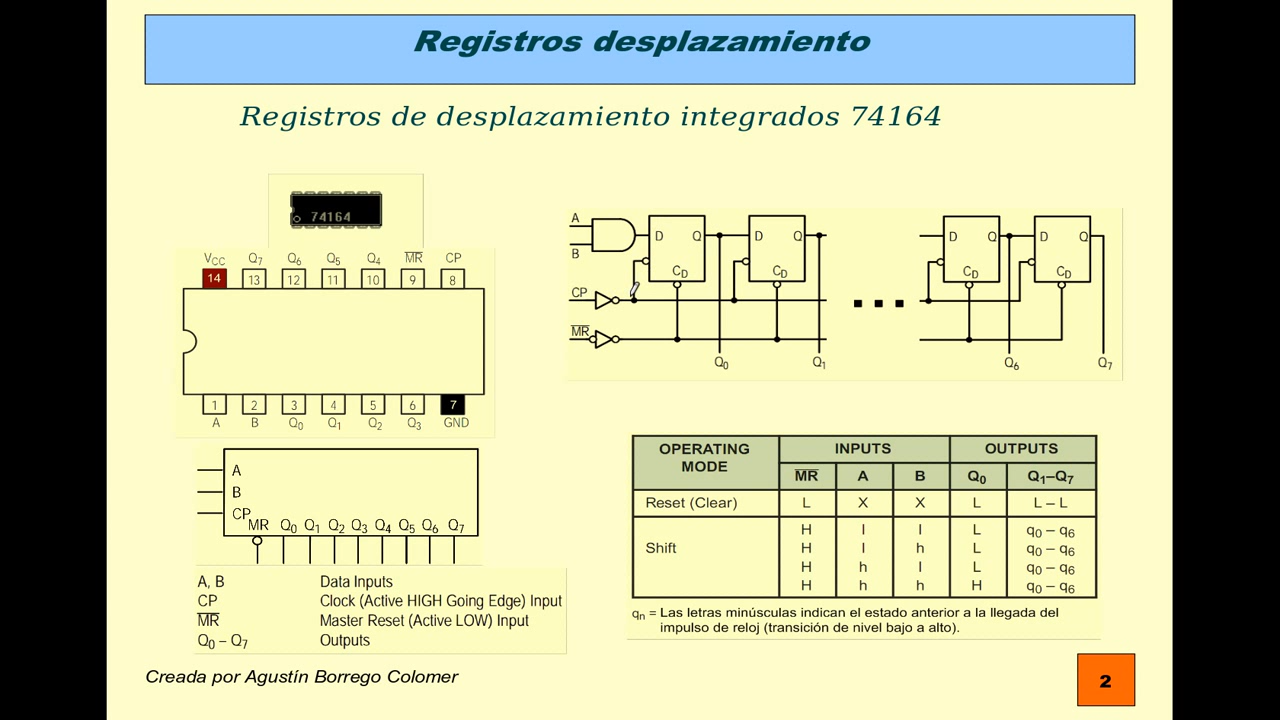 Registros desplazamiento
Registros de desplazamiento integrados 74164
74164
VCC Q7 Q6 Q5 Q4 M̅R̅ CP
14 13 12 11 10 9 8
1 2 3 4 5 6 7
A B Q0 Q1 Q2 Q3 GND
A
B
CP
MR Q0 Q1 Q2 Q3 Q4 Q5 Q6 Q7
A, B Data Inputs
CP Clock (Active HIGH Going Edge) Input
M̅R̅ Master Reset (Active LOW) Input
Q0 – Q7 Outputs
A
B
D Q D Q D Q D Q
CD CD CD CD
CP
M̅R̅
Q0 Q1 Q6 Q7
OPERATING MODE INPUTS OUTPUTS
M̅R̅ A B Q0 Q1–Q7
Reset (Clear) L X X L L – L
Shift
H l l L q0 – q6
H l h L q0 – q6
H h l L q0 – q6
H h h H q0 – q6
qn = Las letras minúsculas indican el estado anterior a la llegada del
impulso de reloj (transición de nivel bajo a alto).
Creada por Agustín Borrego Colomer
2